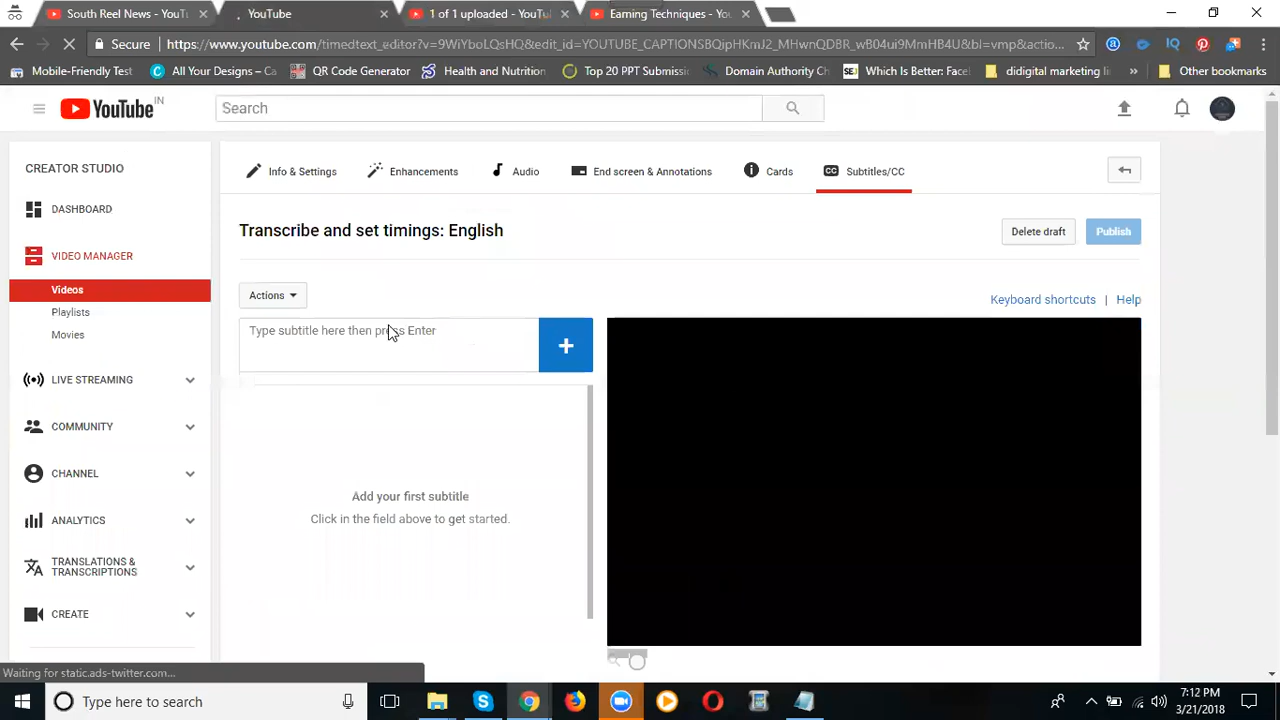 South Reel News - YouT
YouTube
1 of 1 uploaded - YouTu
Earning Techniques - You
Secure
https://www.youtube.com/timedtext_editor?v=9WiYboLQsHQ&edit_id=YOUTUBE_CAPTIONSBQipHKmJ2_MHwnQDBR_wB04ui9MmHB4U&bl=vmp&actio...
Mobile-Friendly Test
All Your Designs – Ca
QR Code Generator
Health and Nutrition
Top 20 PPT Submissi
Domain Authority Ch
Which Is Better: Facel
didigital marketing li
»
Other bookmarks
YouTube IN
Search
CREATOR STUDIO
DASHBOARD
VIDEO MANAGER
Videos
Playlists
Movies
LIVE STREAMING
COMMUNITY
CHANNEL
ANALYTICS
TRANSLATIONS &
TRANSCRIPTIONS
CREATE
Info & Settings
Enhancements
Audio
End screen & Annotations
Cards
CC Subtitles/CC
Transcribe and set timings: English
Delete draft
Publish
Actions
Keyboard shortcuts | Help
Type subtitle here then press Enter
+
Add your first subtitle
Click in the field above to get started.
Waiting for static.ads-twitter.com...
Type here to search
7:12 PM
3/21/2018